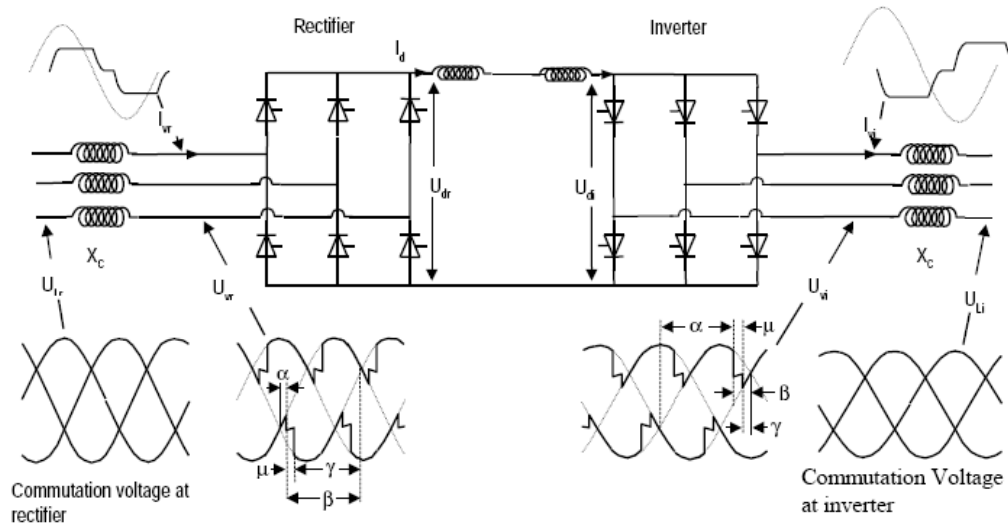 Rectifier
I_d
Inverter
I_vr
I_vi
U_dr
U_di
X_c
X_c
U_Lr
U_vr
U_vi
U_Li
α
μ
γ
β
α
μ
β
γ
Commutation voltage at
rectifier
Commutation Voltage
at inverter